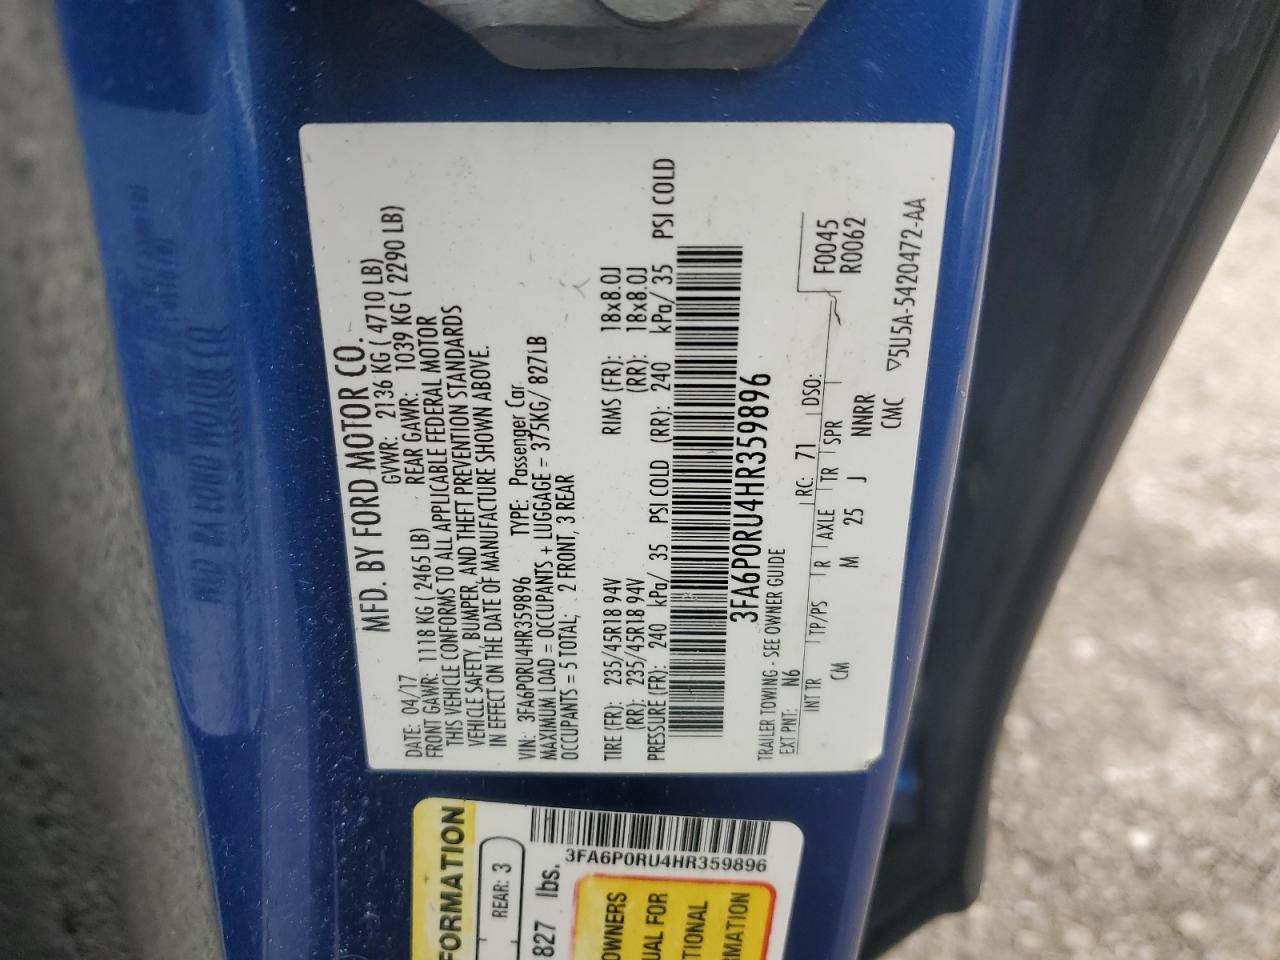 MFD. BY FORD MOTOR CO.
DATE: 04/17 GVWR: 2136 KG ( 4710 LB)
FRONT GAWR: 1118 KG ( 2465 LB) REAR GAWR: 1039 KG ( 2290 LB)
THIS VEHICLE CONFORMS TO ALL APPLICABLE FEDERAL MOTOR
VEHICLE SAFETY, BUMPER, AND THEFT PREVENTION STANDARDS
IN EFFECT ON THE DATE OF MANUFACTURE SHOWN ABOVE.
VIN: 3FA6P0RU4HR359896 TYPE: Passenger Car
MAXIMUM LOAD = OCCUPANTS + LUGGAGE = 375KG/ 827LB
OCCUPANTS = 5 TOTAL; 2 FRONT, 3 REAR
TIRE (FR): 235/45R18 94V RIMS (FR): 18x8.0J
(RR): 235/45R18 94V (RR): 18x8.0J
PRESSURE (FR): 240 kPa/ 35 PSI COLD (RR): 240 kPa/ 35 PSI COLD
3FA6P0RU4HR359896
TRAILER TOWING - SEE OWNER GUIDE
EXT PNT: N6 RC: 71 DSO:
INT TR TP/PS R AXLE TR SPR F0045
CM M 25 J NNRR R0062
CMC
▽5U5A-5420472-AA
FORMATION
REAR: 3
827 lbs.
3FA6P0RU4HR359896
OWNERS
UAL FOR
TIONAL
RMATION